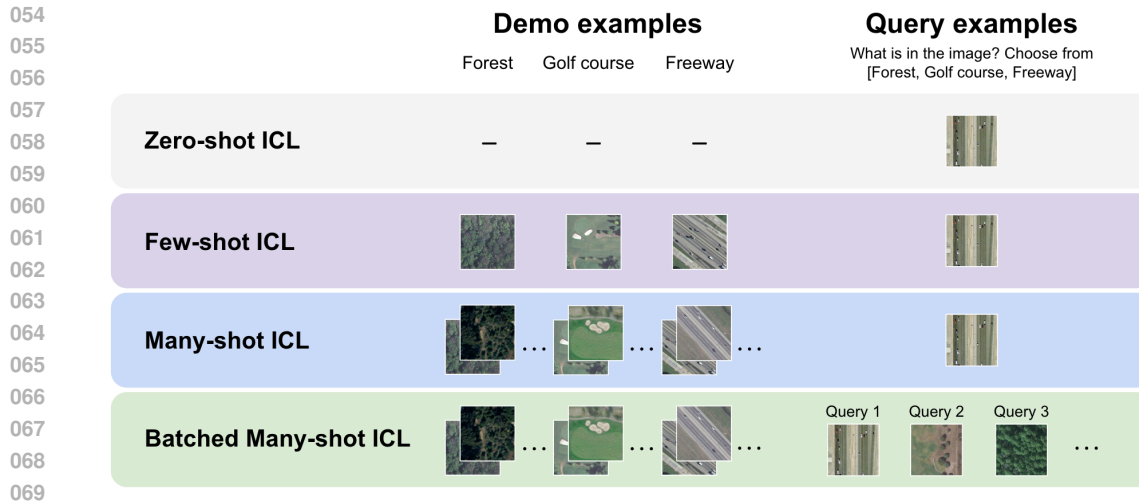 054
055
056
057
058
059
060
061
062
063
064
065
066
067
068
069
Demo examples
Query examples
Forest Golf course Freeway
What is in the image? Choose from
[Forest, Golf course, Freeway]
Zero-shot ICL – – –
Few-shot ICL
Many-shot ICL ... ... ...
Batched Many-shot ICL ... ... ...
Query 1 Query 2 Query 3
...